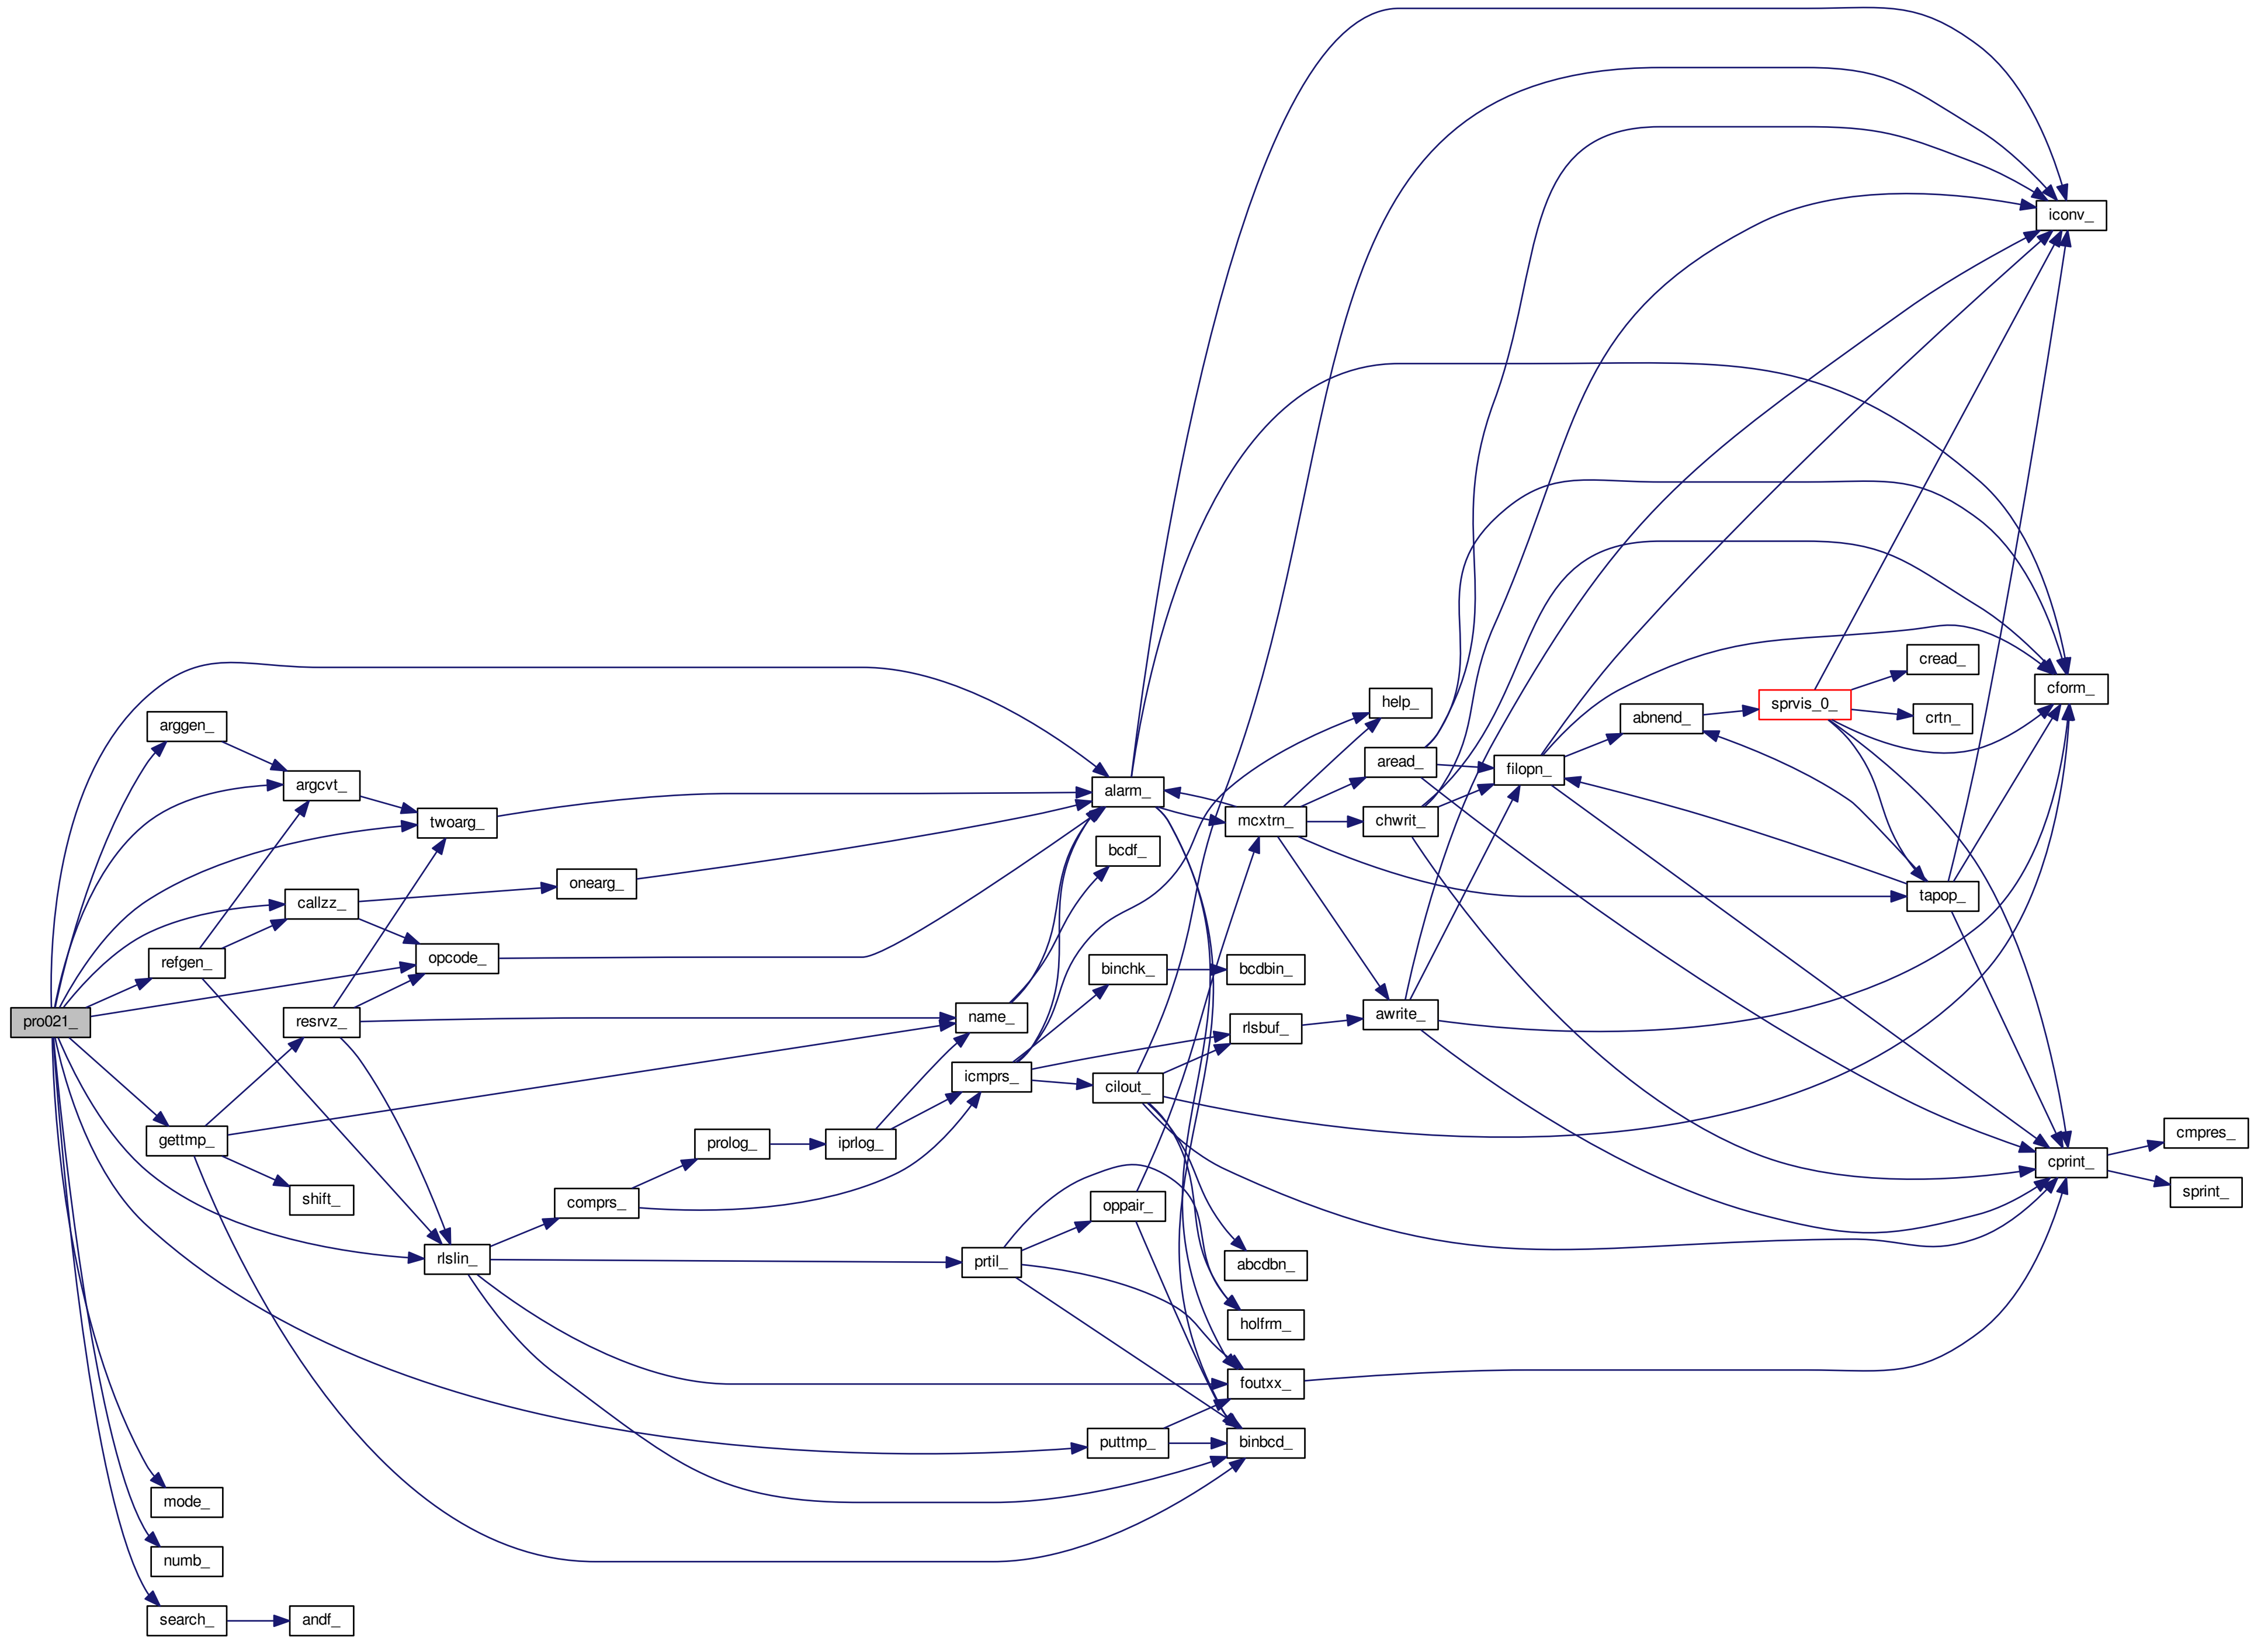 iconv_
cread_
cform_
help_
sprvis_0_
abnend_
crtn_
arggen_
aread_
filopn_
argcvt_
alarm_
twoarg_
mcxtrn_
chwrit_
bcdf_
onearg_
callzz_
tapop_
opcode_
refgen_
binchk_
bcdbin_
pro021_
resrvz_
name_
rlsbuf_
awrite_
icmprs_
cilout_
cmpres_
gettmp_
prolog_
iprlog_
cprint_
shift_
comprs_
oppair_
sprint_
rlslin_
prtil_
abcdbn_
holfrm_
foutxx_
puttmp_
binbcd_
mode_
numb_
search_
andf_